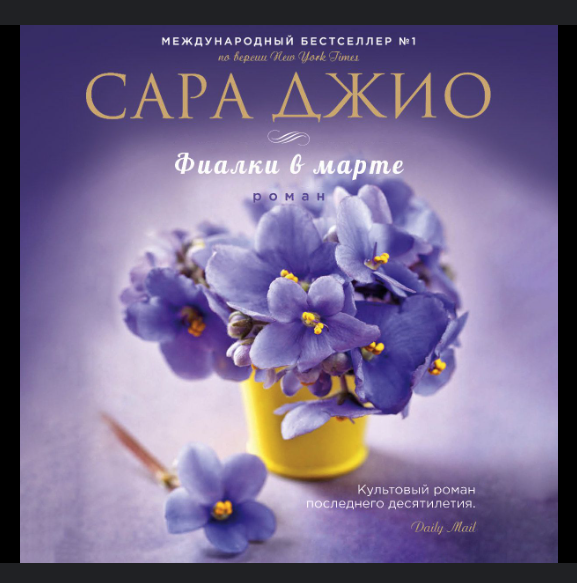 МЕЖДУНАРОДНЫЙ БЕСТСЕЛЛЕР №1
по версии New York Times
САРА ДЖИО
Фиалки в марте
роман
Культовый роман
последнего десятилетия.
Daily Mail